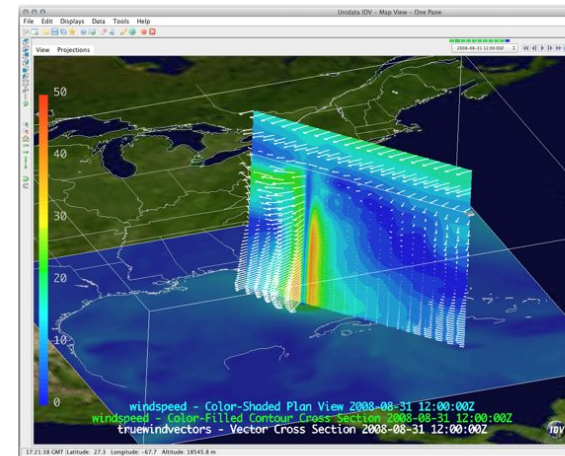 Unidata IDV - Map View - One Pane
File Edit Displays Data Tools Help
View Projections
2008-08-31 12:00:00Z
50
40
30
20
10
0
windspeed - Color-Shaded Plan View 2008-08-31 12:00:00Z
windspeed - Color-Filled Contour Cross Section 2008-08-31 12:00:00Z
truewindvectors - Vector Cross Section 2008-08-31 12:00:00Z
IDV
17:21:38 GMT Latitude: 27.3 Longitude: -67.7 Altitude: 18545.8 m